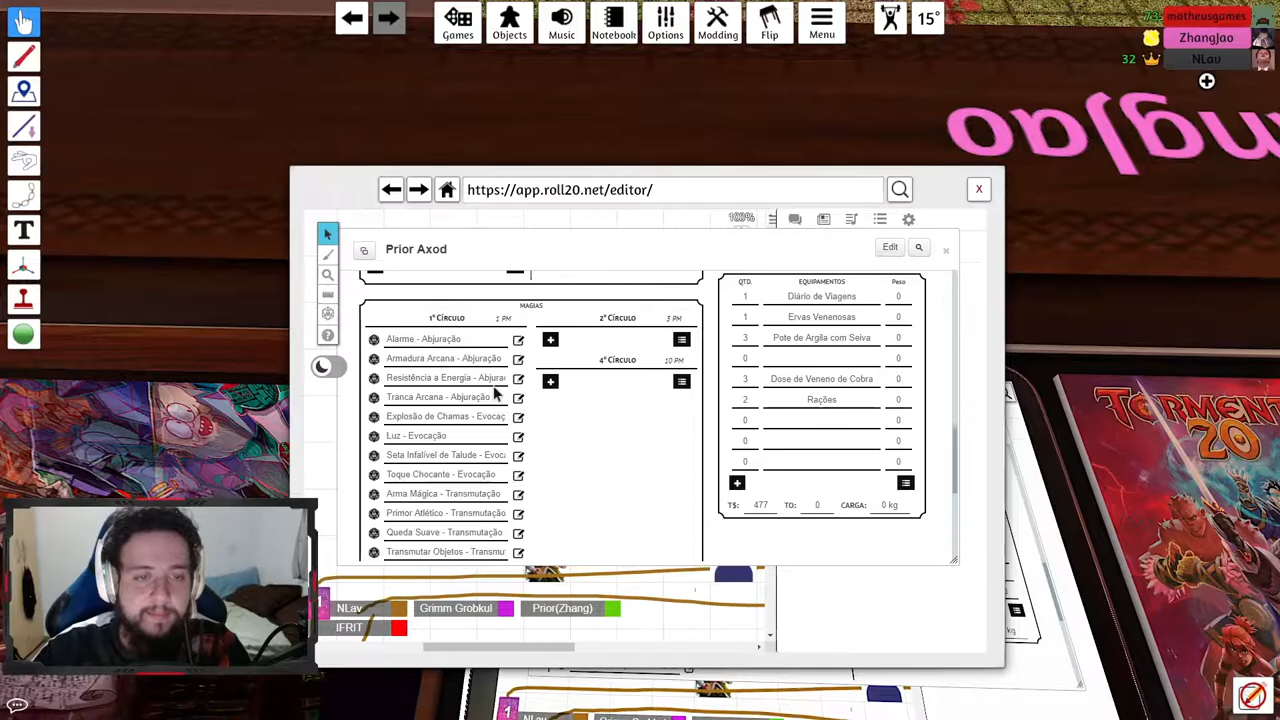 Games
Objects
Music
Notebook
Options
Modding
Flip
Menu
15°
matheusgames
ZhangJao
32
NLav
https://app.roll20.net/editor/
X
100%
Prior Axod
Edit
MAGIAS
1º CÍRCULO 1 PM
2º CÍRCULO 3 PM
4º CÍRCULO 10 PM
Alarme - Abjuração
Armadura Arcana - Abjuração
Resistência a Energia - Abjura
Tranca Arcana - Abjuração
Explosão de Chamas - Evocaç
Luz - Evocação
Seta Infalível de Talude - Evoca
Toque Chocante - Evocação
Arma Mágica - Transmutação
Primor Atlético - Transmutação
Queda Suave - Transmutação
Transmutar Objetos - Transmu
QTD. EQUIPAMENTOS Peso
1 Diário de Viagens 0
1 Ervas Venenosas 0
3 Pote de Argila com Seiva 0
0 0
3 Dose de Veneno de Cobra 0
2 Rações 0
0 0
0 0
0 0
T$: 477 TO: 0 CARGA: 0 kg
NLav
Grimm Grobkul
Prior(Zhang)
IFRIT
kg
TORMENTA
20
1
T
ngJao